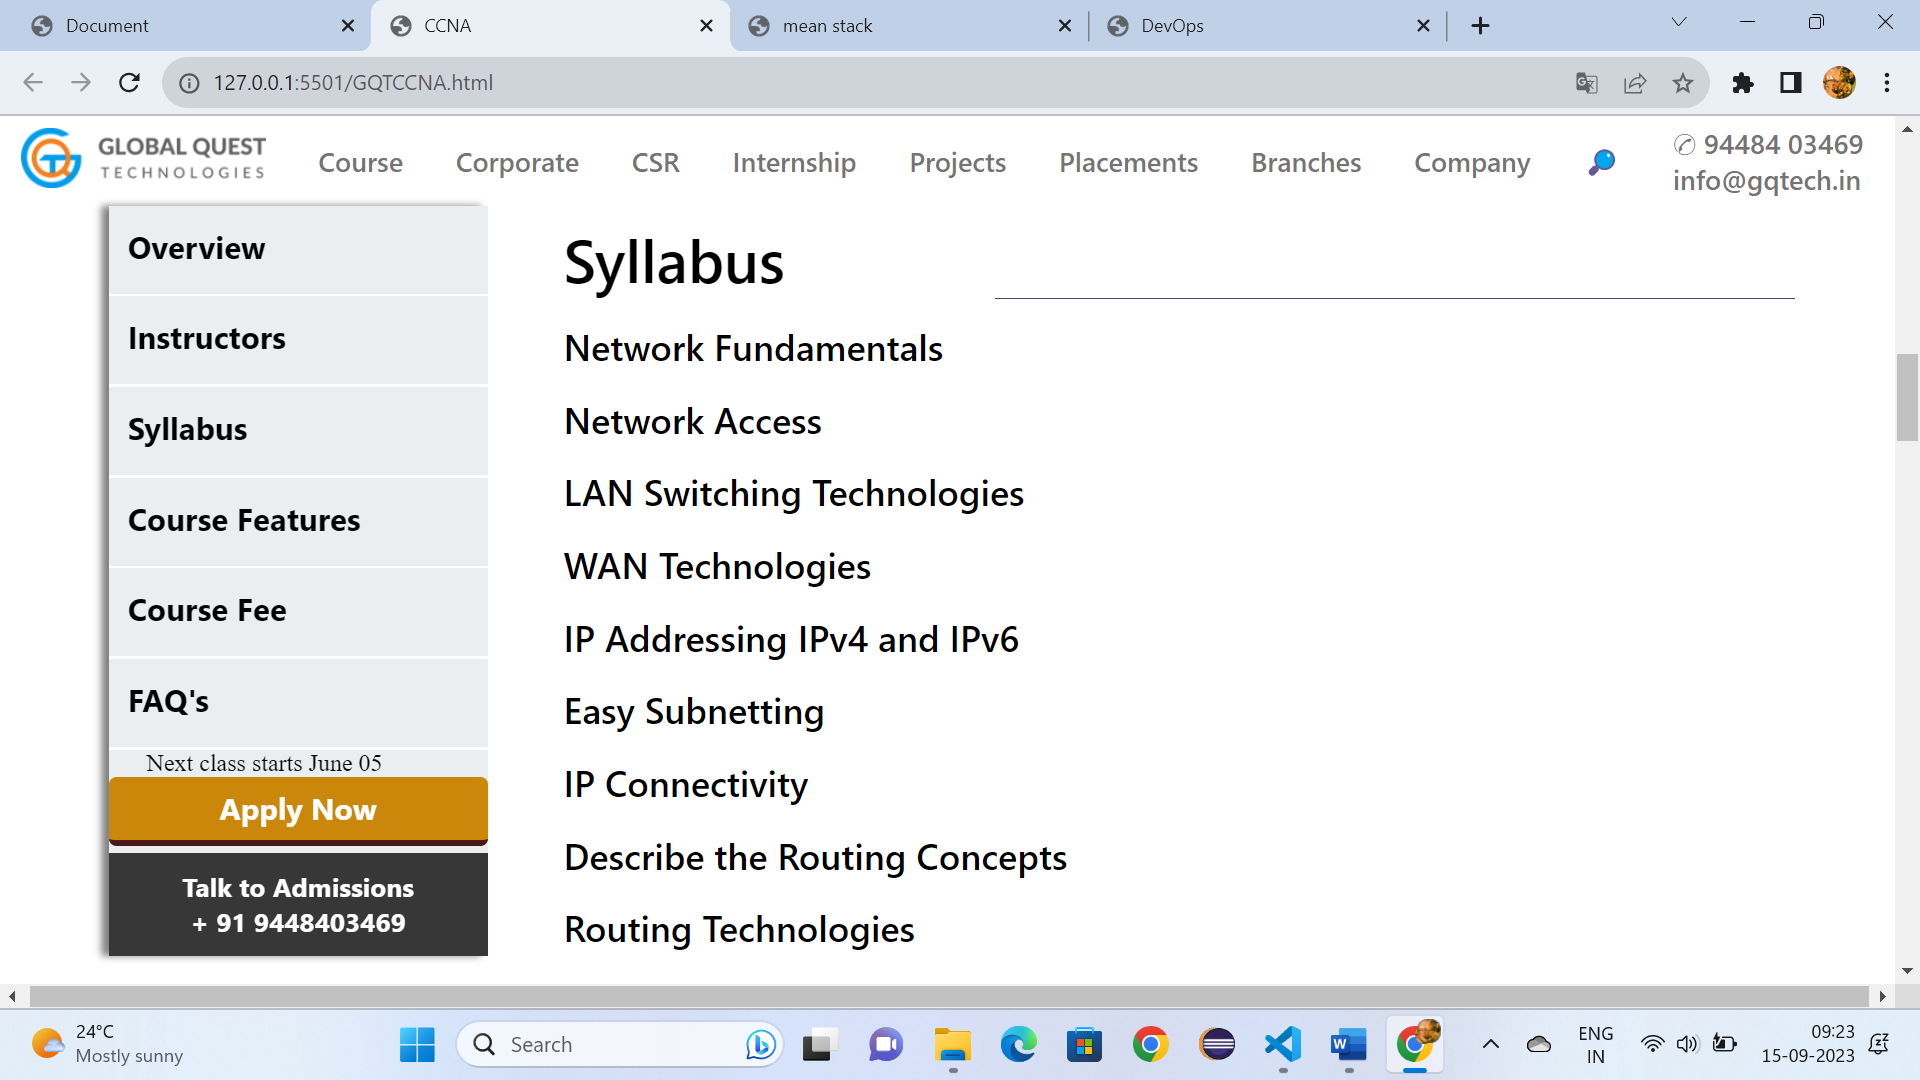 Document
CCNA
mean stack
DevOps
127.0.0.1:5501/GQTCCNA.html
GLOBAL QUEST
TECHNOLOGIES
Course
Corporate
CSR
Internship
Projects
Placements
Branches
Company
✆ 94484 03469
info@gqtech.in
Overview
Instructors
Syllabus
Course Features
Course Fee
FAQ's
Next class starts June 05
Apply Now
Talk to Admissions
+ 91 9448403469
Syllabus
Network Fundamentals
Network Access
LAN Switching Technologies
WAN Technologies
IP Addressing IPv4 and IPv6
Easy Subnetting
IP Connectivity
Describe the Routing Concepts
Routing Technologies
24°C
Mostly sunny
Search
ENG
IN
09:23
15-09-2023